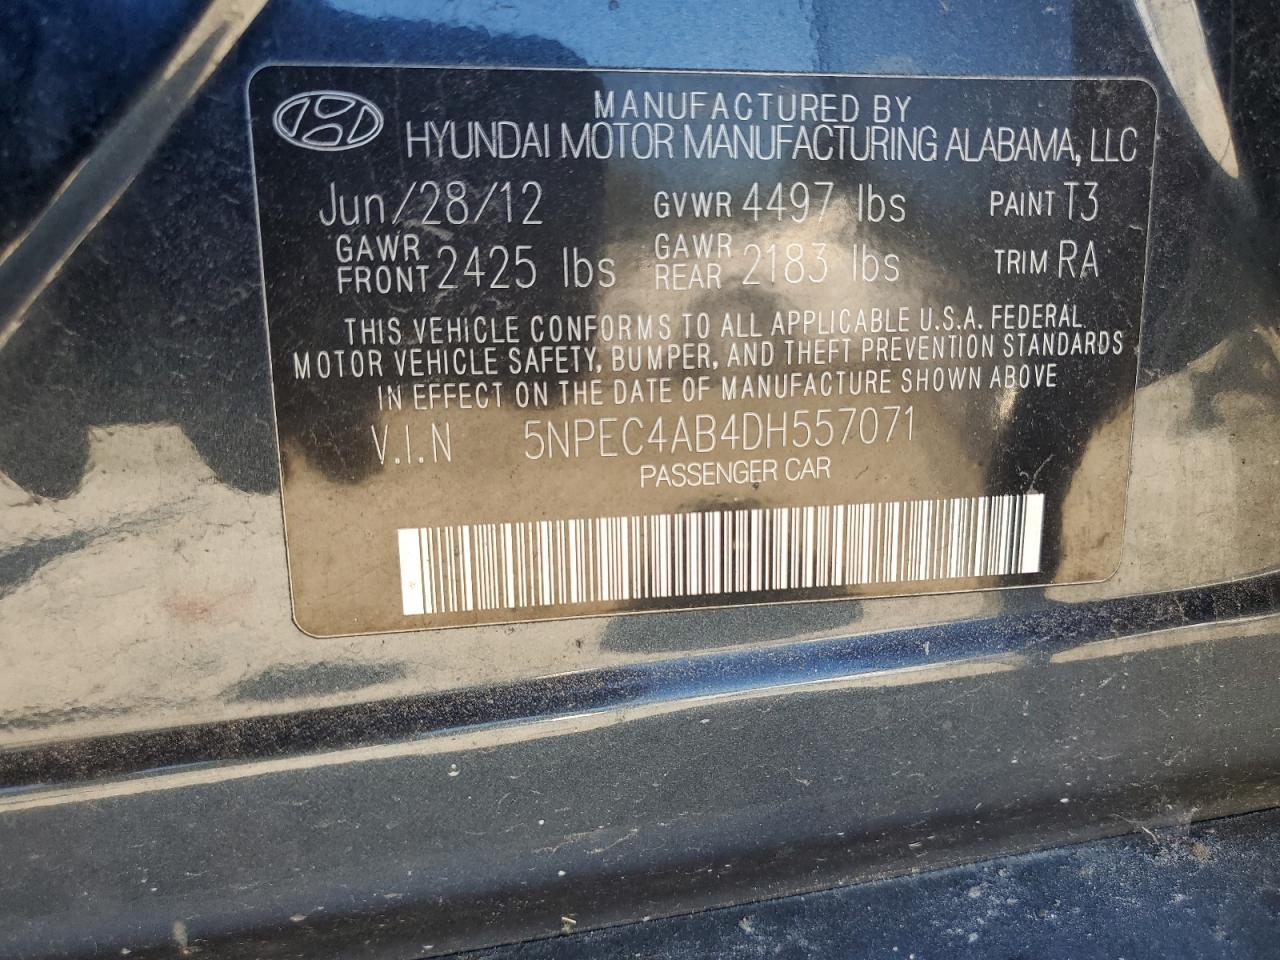 MANUFACTURED BY
HYUNDAI MOTOR MANUFACTURING ALABAMA, LLC
Jun/28/12 GVWR 4497 lbs PAINT T3
GAWR FRONT 2425 lbs GAWR REAR 2183 lbs TRIM RA
THIS VEHICLE CONFORMS TO ALL APPLICABLE U.S.A. FEDERAL
MOTOR VEHICLE SAFETY, BUMPER, AND THEFT PREVENTION STANDARDS
IN EFFECT ON THE DATE OF MANUFACTURE SHOWN ABOVE
V.I.N 5NPEC4AB4DH557071
PASSENGER CAR